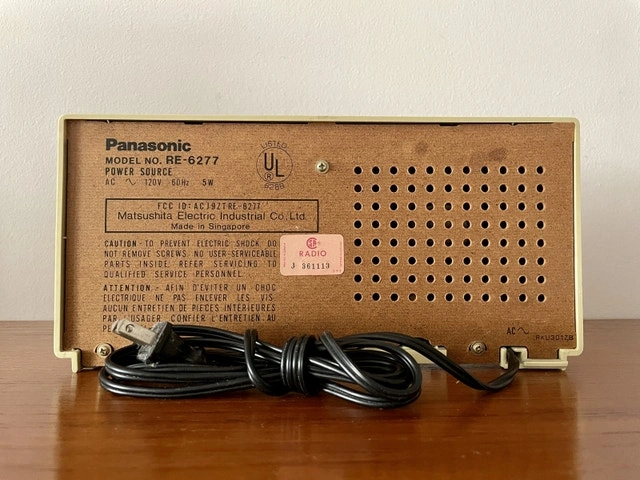 Panasonic
MODEL NO. RE-6277
POWER SOURCE
AC ∿ 120V 60Hz 5W
LISTED
UL
®
628B
FCC ID: ACJ9ZTRE-6277
Matsushita Electric Industrial Co., Ltd.
Made in Singapore
CAUTION - TO PREVENT ELECTRIC SHOCK DO
NOT REMOVE SCREWS. NO USER-SERVICEABLE
PARTS INSIDE. REFER SERVICING TO
QUALIFIED SERVICE PERSONNEL.
ATTENTION - AFIN D'EVITER UN CHOC
ELECTRIQUE NE PAS ENLEVER LES VIS.
AUCUN ENTRETIEN DE PIECES INTERIEURES
PAR L'USAGER CONFIER L'ENTRETIEN AU
RADIO
J 361113
AC ∿